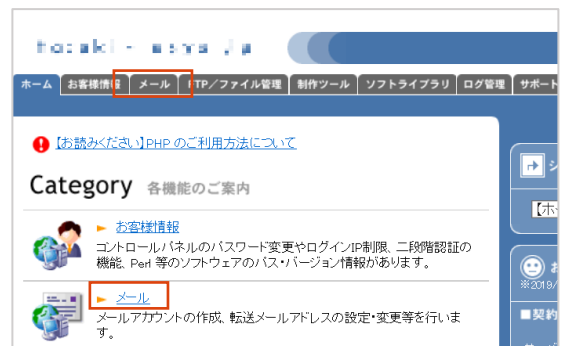 ホーム お客様情報 メール FTP／ファイル管理 制作ツール ソフトライブラリ ログ管理 サポート
【お読みください】PHP のご利用方法について
Category 各機能のご案内
お客様情報
コントロールパネルのパスワード変更やログインIP制限、二段階認証の
機能、Perl 等のソフトウェアのパス・バージョン情報があります。
メール
メールアカウントの作成、転送メールアドレスの設定・変更等を行いま
す。
【ホ
※2019/
■契約